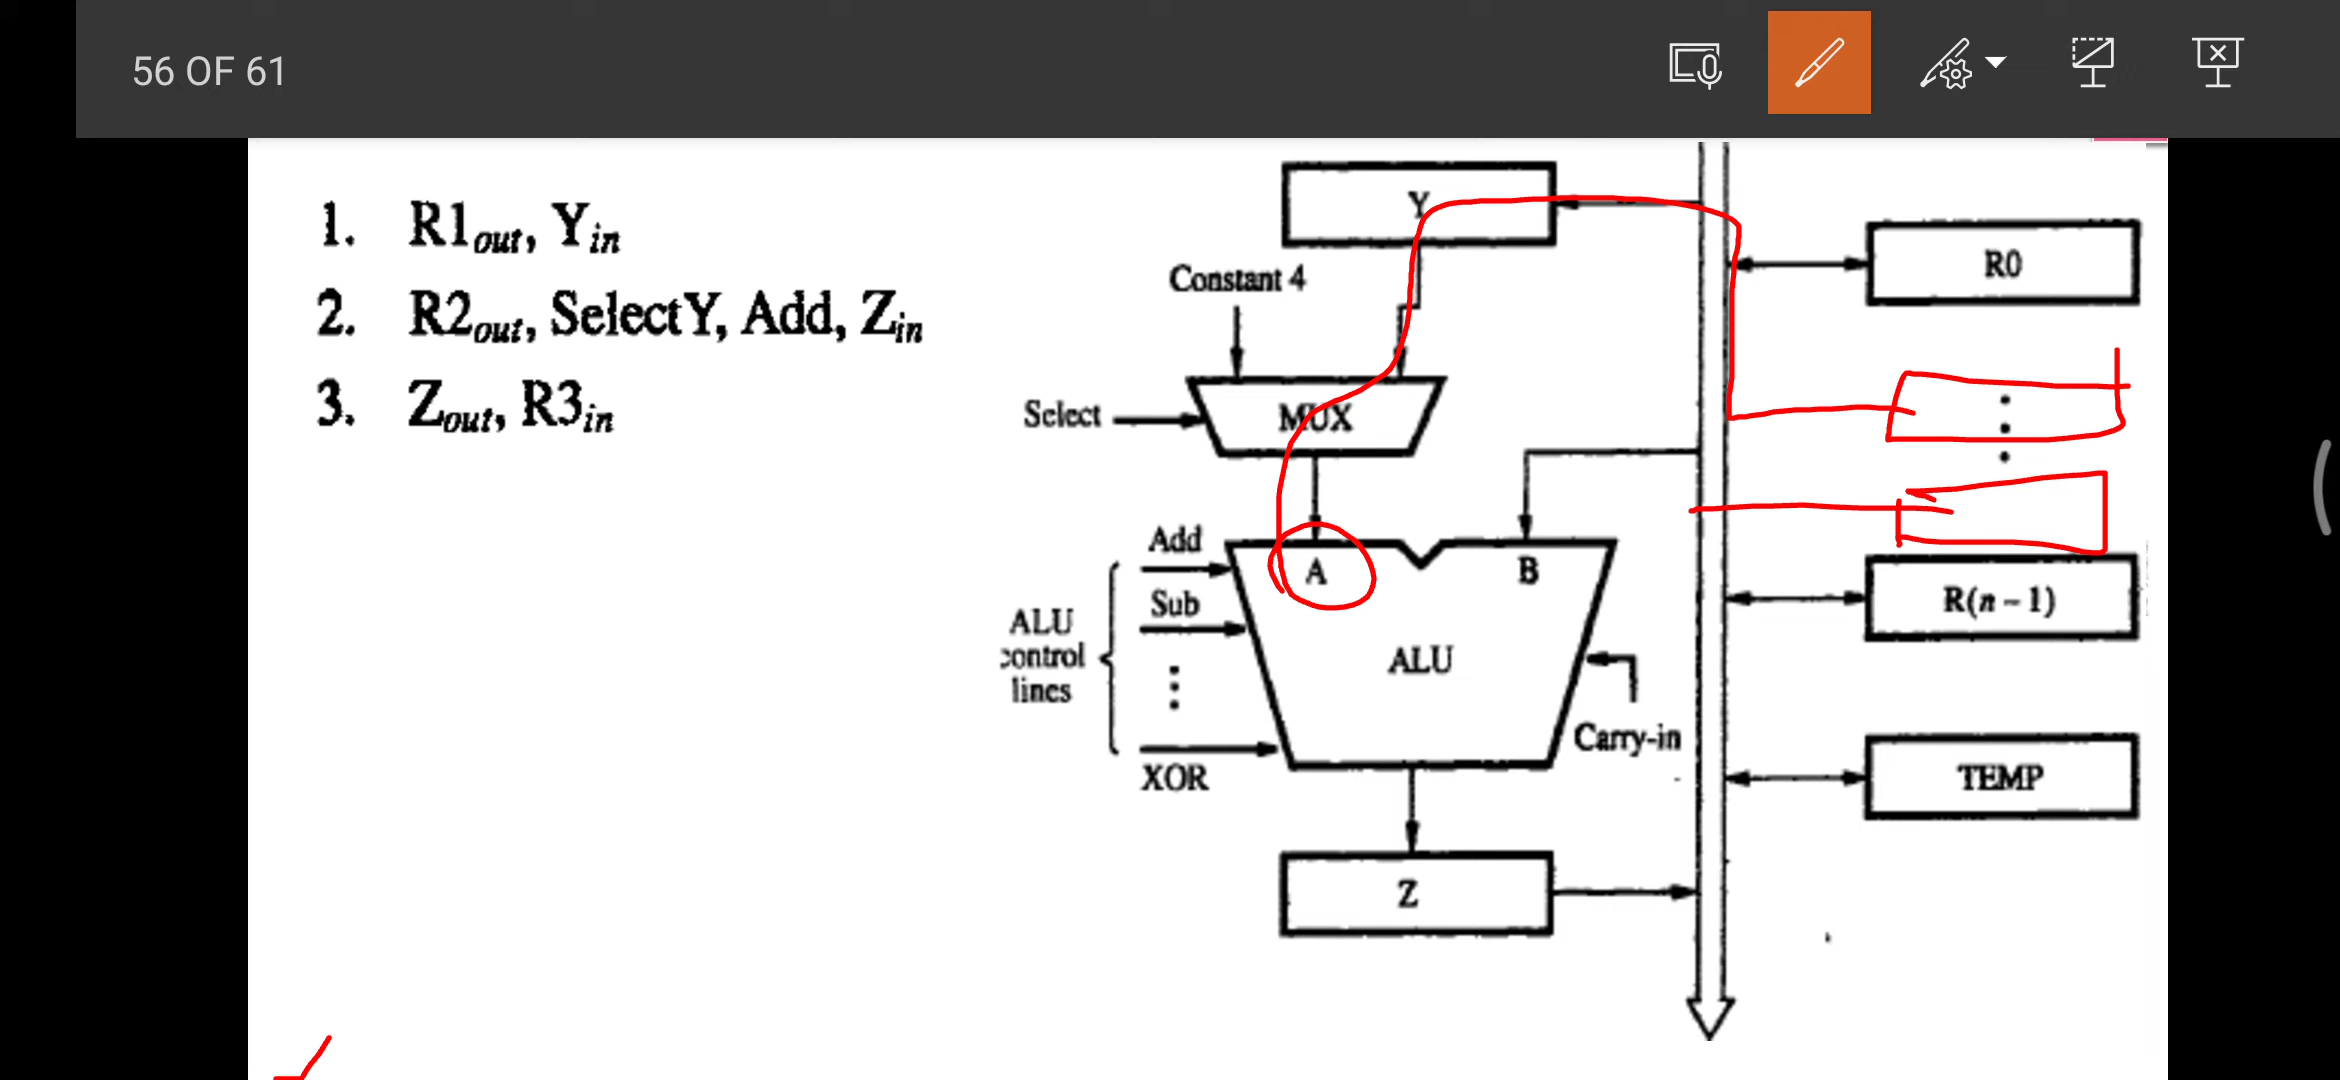 56 OF 61
1. R1out, Yin
2. R2out, SelectY, Add, Zin
3. Zout, R3in
Y
R0
Constant 4
Select
MUX
Add
A
B
Sub
R(n – 1)
ALU
control
lines
ALU
Carry-in
XOR
TEMP
Z